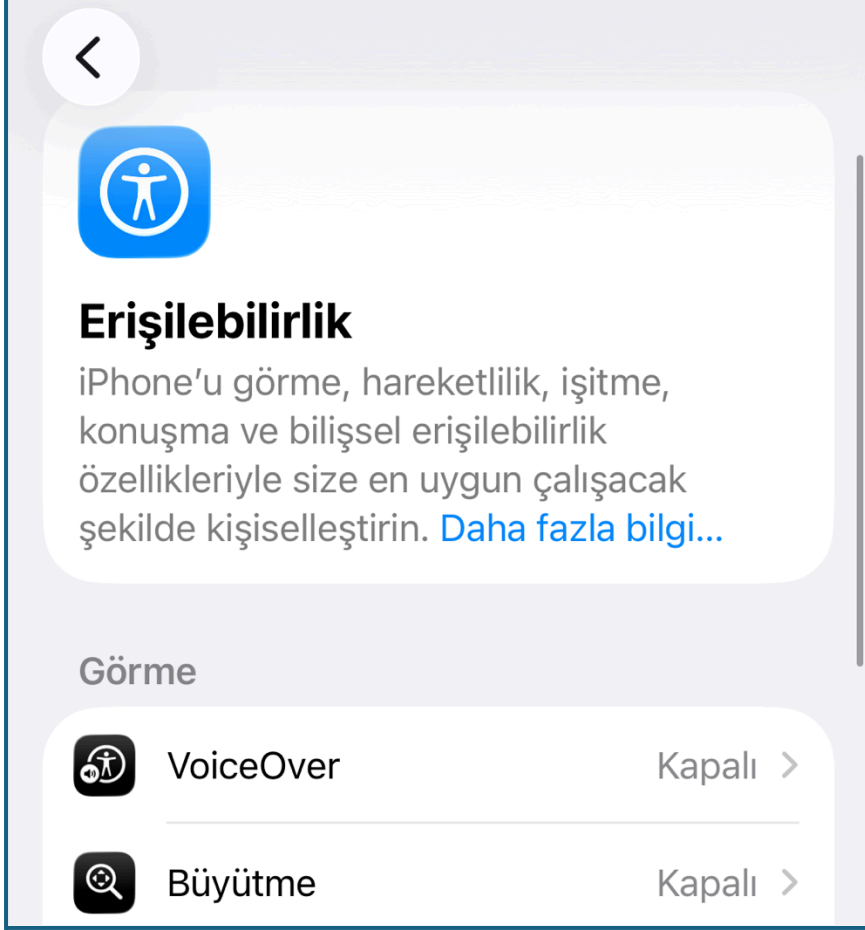 Erişilebilirlik
iPhone’u görme, hareketlilik, işitme,
konuşma ve bilişsel erişilebilirlik
özellikleriyle size en uygun çalışacak
şekilde kişiselleştirin. Daha fazla bilgi...
Görme
VoiceOver Kapalı
Büyütme Kapalı